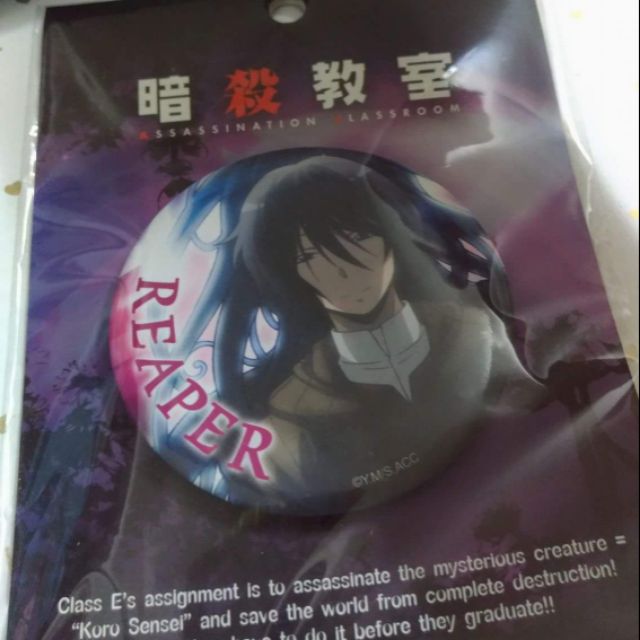 暗殺教室
ASSASSINATION CLASSROOM
REAPER
©Y.M/S,ACC
Class E's assignment is to assassinate the mysterious creature =
"Koro Sensei" and save the world from complete destruction!
to do it before they graduate!!